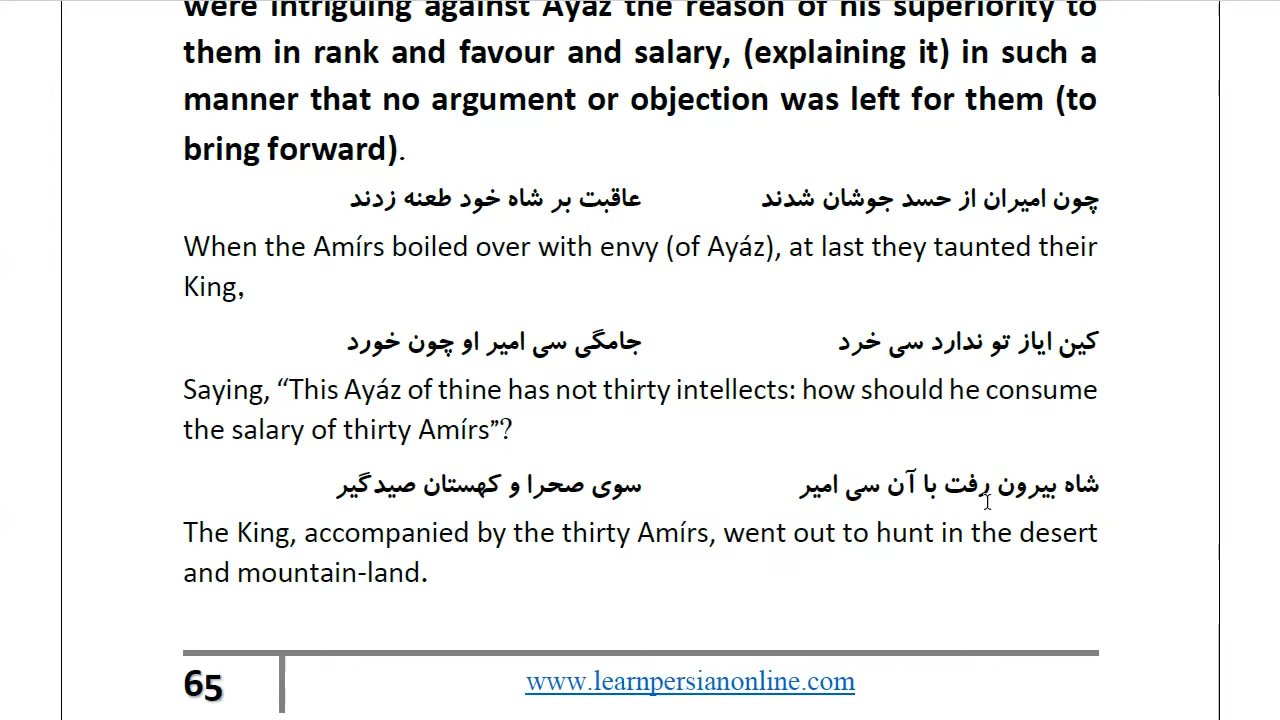 were intriguing against Ayáz the reason of his superiority to
them in rank and favour and salary, (explaining it) in such a
manner that no argument or objection was left for them (to
bring forward).
چون امیران از حسد جوشان شدند عاقبت بر شاه خود طعنه زدند
When the Amírs boiled over with envy (of Ayáz), at last they taunted their
King,
کین ایاز تو ندارد سی خرد جامگی سی امیر او چون خورد
Saying, “This Ayáz of thine has not thirty intellects: how should he consume
the salary of thirty Amírs”?
شاه بیرون رفت با آن سی امیر سوی صحرا و کهستان صیدگیر
The King, accompanied by the thirty Amírs, went out to hunt in the desert
and mountain-land.
65
www.learnpersianonline.com